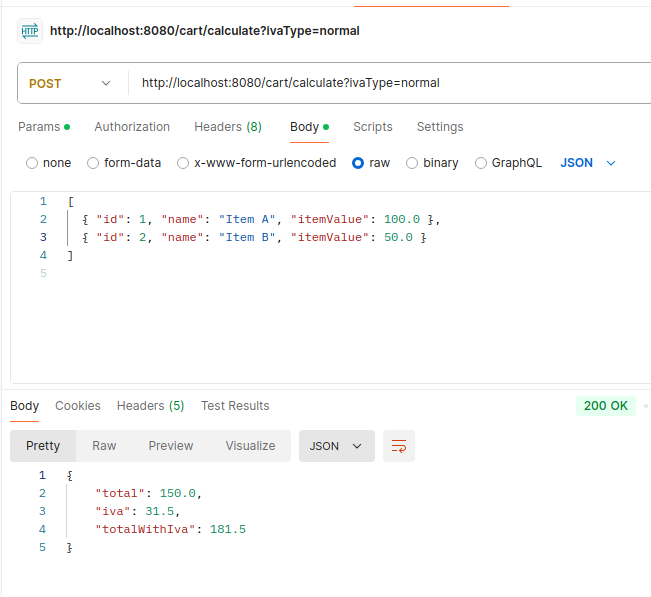 HTTP http://localhost:8080/cart/calculate?ivaType=normal
POST http://localhost:8080/cart/calculate?ivaType=normal
Params Authorization Headers (8) Body Scripts Settings
none form-data x-www-form-urlencoded raw binary GraphQL JSON
1 [
2 { "id": 1, "name": "Item A", "itemValue": 100.0 },
3 { "id": 2, "name": "Item B", "itemValue": 50.0 }
4 ]
5
Body Cookies Headers (5) Test Results 200 OK
Pretty Raw Preview Visualize JSON
1 {
2 "total": 150.0,
3 "iva": 31.5,
4 "totalWithIva": 181.5
5 }